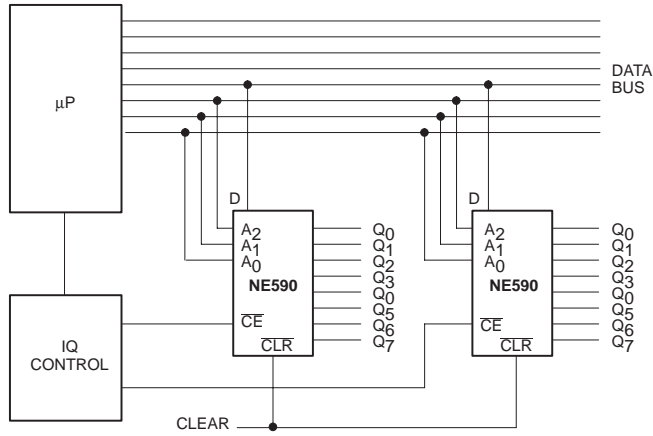 μP
DATA
BUS
D
A2
A1
A0
NE590
CE
CLR
Q0
Q1
Q2
Q3
Q0
Q5
Q6
Q7
D
A2
A1
A0
NE590
CE
CLR
Q0
Q1
Q2
Q3
Q0
Q5
Q6
Q7
IQ
CONTROL
CLEAR